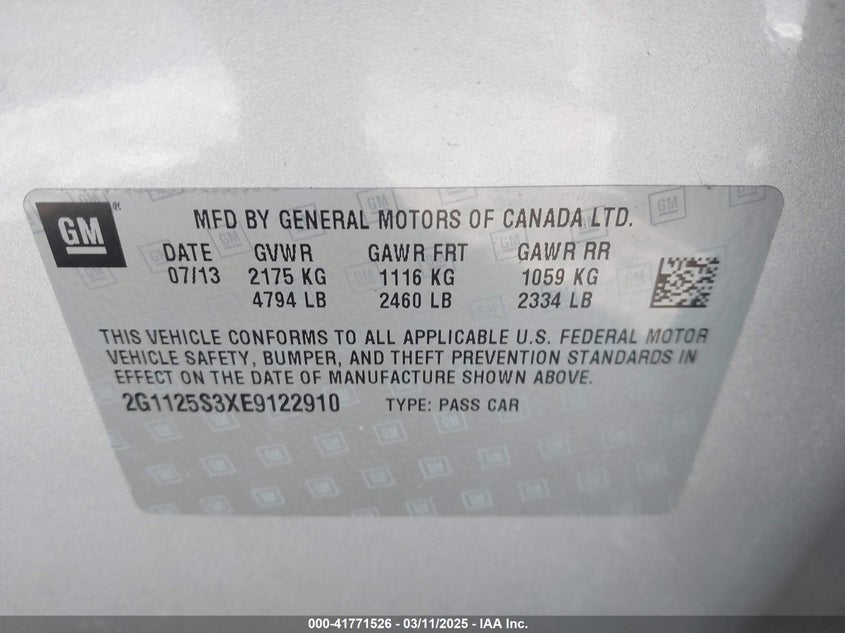 GM®
MFD BY GENERAL MOTORS OF CANADA LTD.
DATE GVWR GAWR FRT GAWR RR
07/13 2175 KG 1116 KG 1059 KG
4794 LB 2460 LB 2334 LB
THIS VEHICLE CONFORMS TO ALL APPLICABLE U.S. FEDERAL MOTOR
VEHICLE SAFETY, BUMPER, AND THEFT PREVENTION STANDARDS IN
EFFECT ON THE DATE OF MANUFACTURE SHOWN ABOVE.
2G1125S3XE9122910 TYPE: PASS CAR
000-41771526 - 03/11/2025 - IAA Inc.